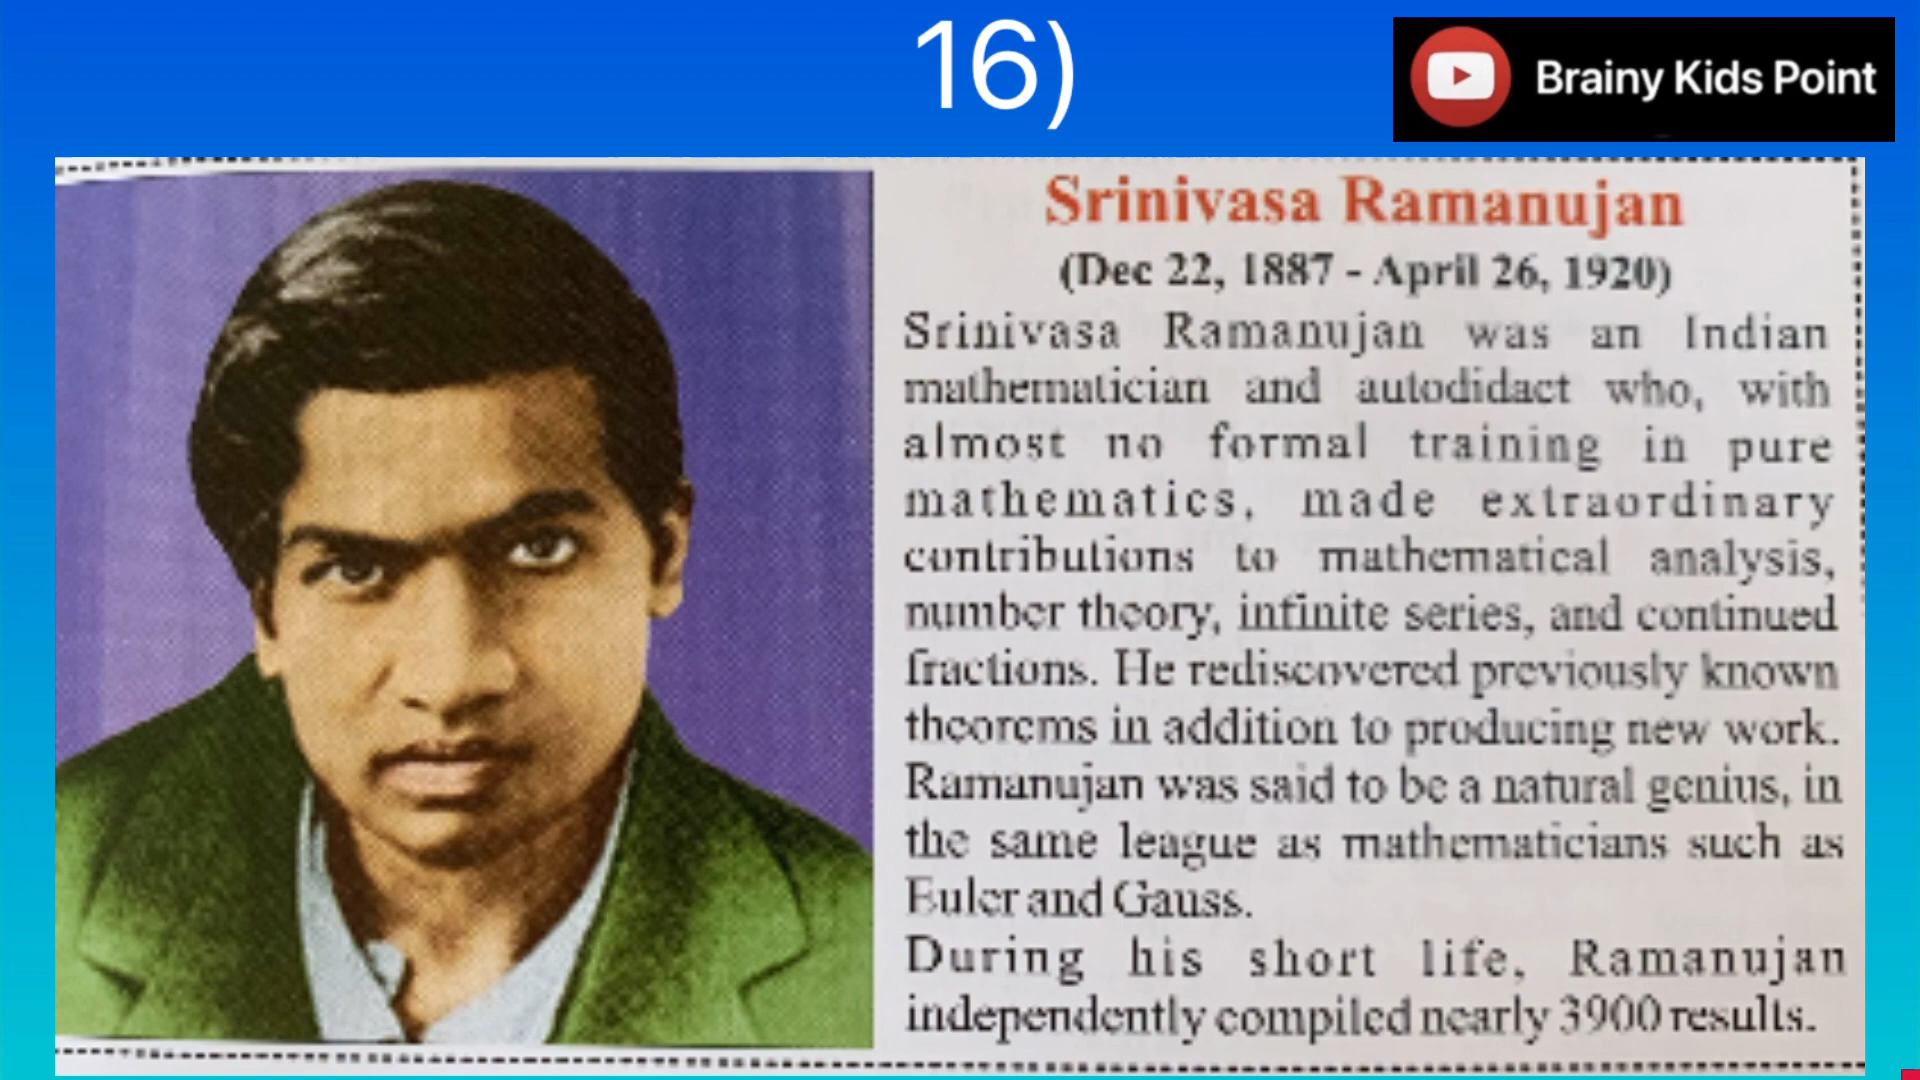 16)
Brainy Kids Point
Srinivasa Ramanujan
(Dec 22, 1887 - April 26, 1920)
Srinivasa Ramanujan was an Indian
mathematician and autodidact who, with
almost no formal training in pure
mathematics, made extraordinary
contributions to mathematical analysis,
number theory, infinite series, and continued
fractions. He rediscovered previously known
theorems in addition to producing new work.
Ramanujan was said to be a natural genius, in
the same league as mathematicians such as
Euler and Gauss.
During his short life, Ramanujan
independently compiled nearly 3900 results.